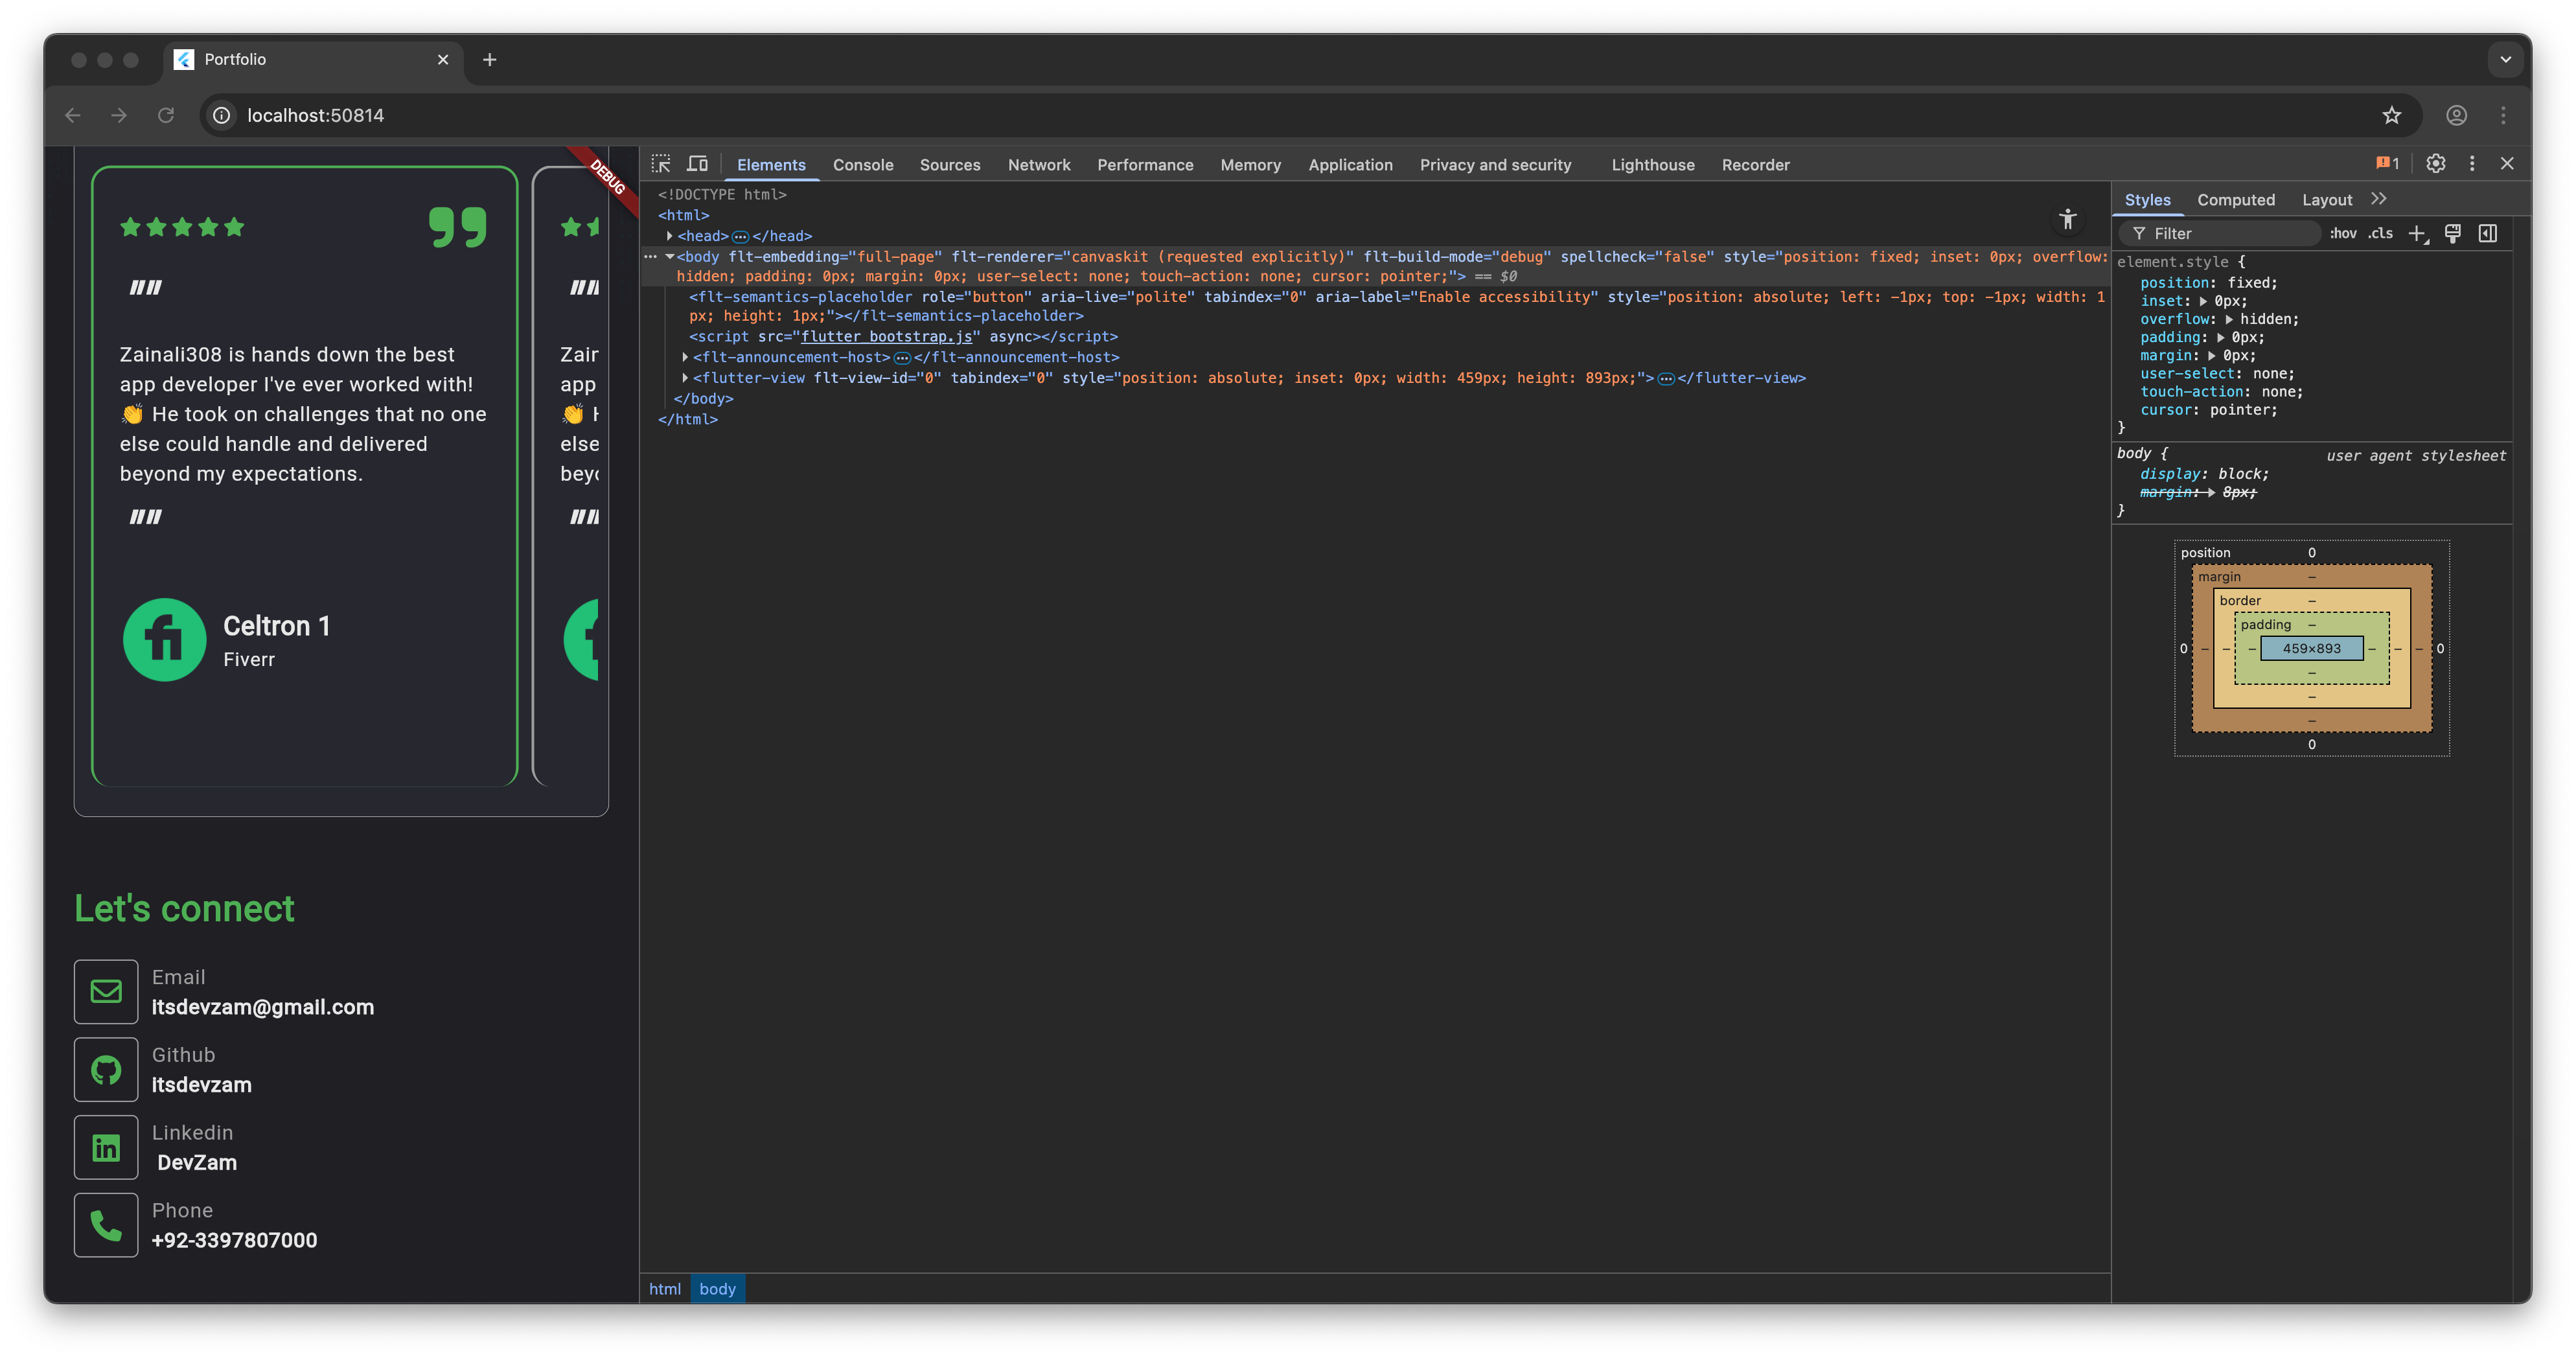 Portfolio
localhost:50814
DEBUG
Zainali308 is hands down the best
app developer I've ever worked with!
👏 He took on challenges that no one
else could handle and delivered
beyond my expectations.
Celtron 1
Fiverr
Zain
app
else
Let's connect
Email
itsdevzam@gmail.com
Github
itsdevzam
Linkedin
DevZam
Phone
+92-3397807000
Elements Console Sources Network Performance Memory Application Privacy and security Lighthouse Recorder
1
<!DOCTYPE html>
<html>
<head>…</head>
<body flt-embedding="full-page" flt-renderer="canvaskit (requested explicitly)" flt-build-mode="debug" spellcheck="false" style="position: fixed; inset: 0px; overflow:
hidden; padding: 0px; margin: 0px; user-select: none; touch-action: none; cursor: pointer;"> == $0
<flt-semantics-placeholder role="button" aria-live="polite" tabindex="0" aria-label="Enable accessibility" style="position: absolute; left: -1px; top: -1px; width: 1
px; height: 1px;"></flt-semantics-placeholder>
<script src="flutter_bootstrap.js" async></script>
<flt-announcement-host>…</flt-announcement-host>
<flutter-view flt-view-id="0" tabindex="0" style="position: absolute; inset: 0px; width: 459px; height: 893px;">…</flutter-view>
</body>
</html>
html body
Styles Computed Layout
Filter :hov .cls
element.style {
position: fixed;
inset: 0px;
overflow: hidden;
padding: 0px;
margin: 0px;
user-select: none;
touch-action: none;
cursor: pointer;
}
body { user agent stylesheet
display: block;
margin: 8px;
}
position 0
margin –
border –
padding –
0 – – – 459×893 – – – 0
–
–
–
0